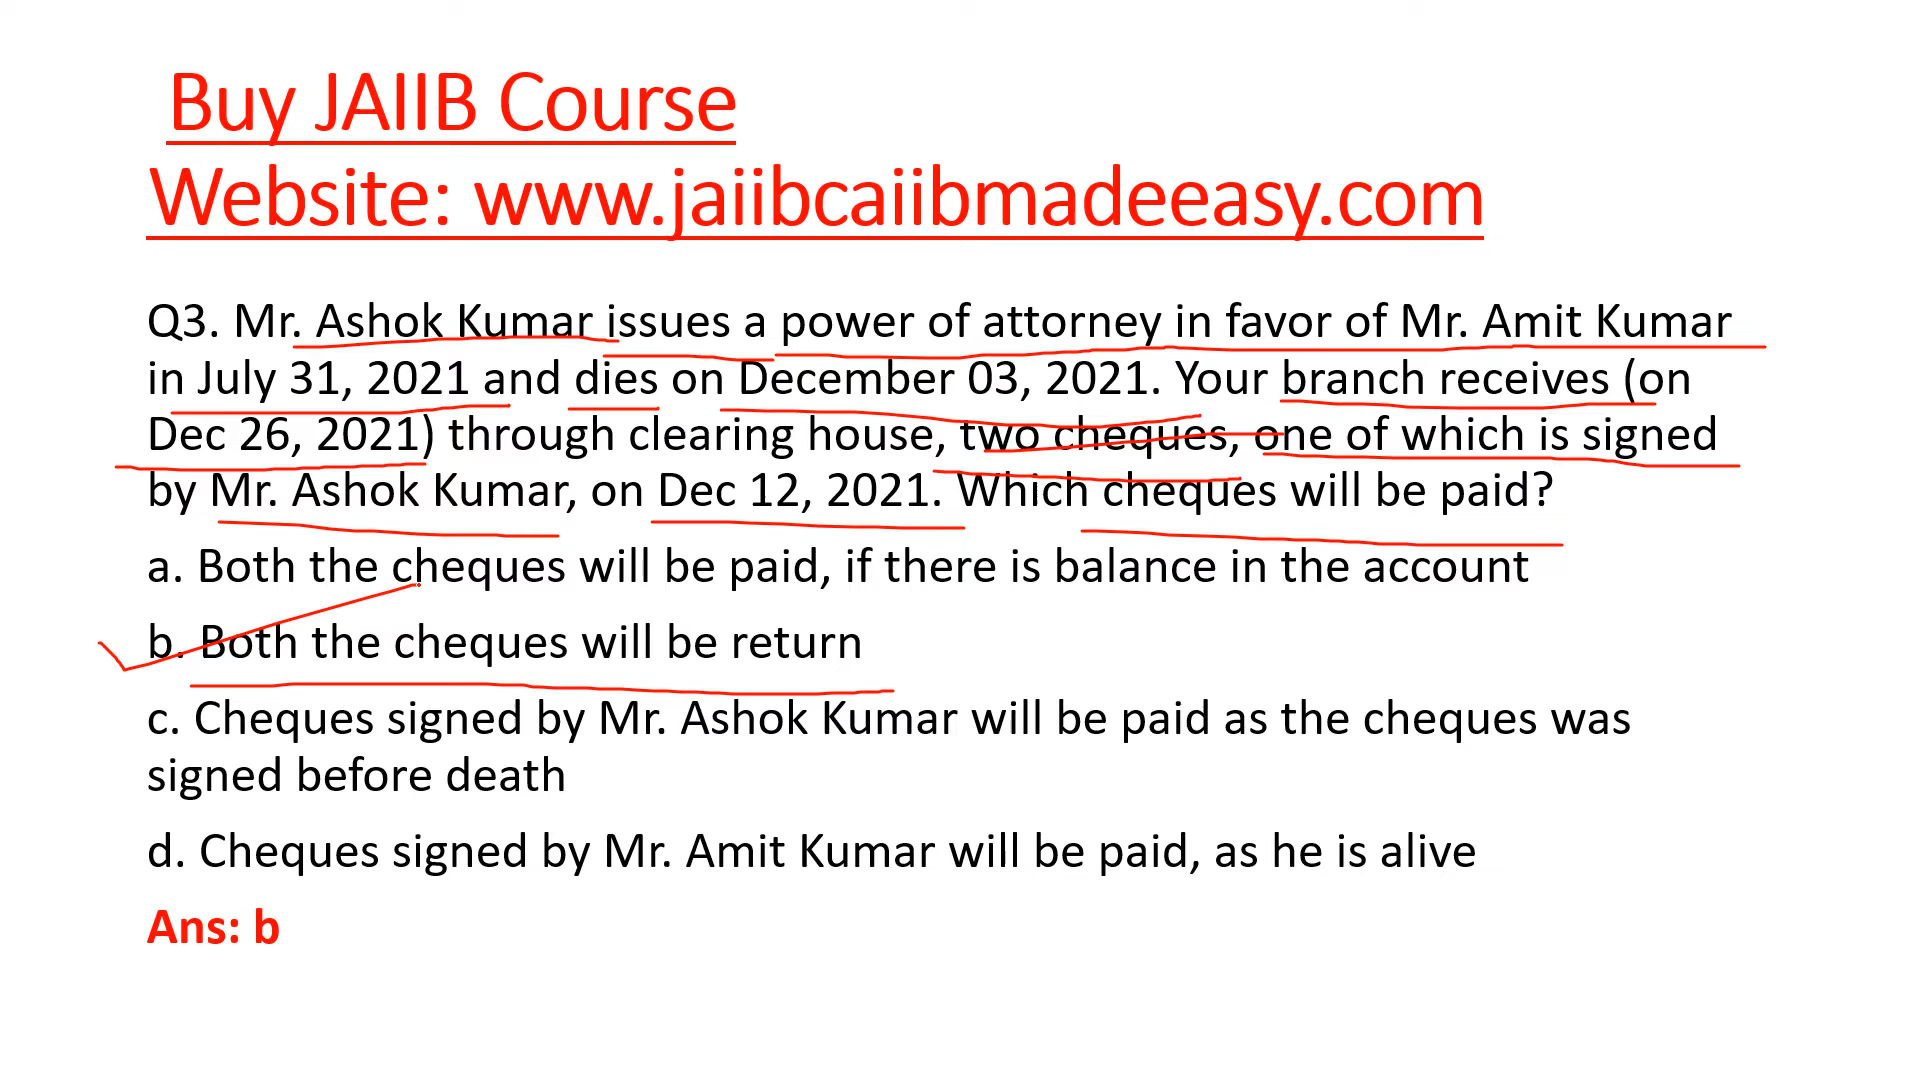 Buy JAIIB Course
Website: www.jaiibcaiibmadeeasy.com
Q3. Mr. Ashok Kumar issues a power of attorney in favor of Mr. Amit Kumar
in July 31, 2021 and dies on December 03, 2021. Your branch receives (on
Dec 26, 2021) through clearing house, two cheques, one of which is signed
by Mr. Ashok Kumar, on Dec 12, 2021. Which cheques will be paid?
a. Both the cheques will be paid, if there is balance in the account
b. Both the cheques will be return
c. Cheques signed by Mr. Ashok Kumar will be paid as the cheques was
signed before death
d. Cheques signed by Mr. Amit Kumar will be paid, as he is alive
Ans: b